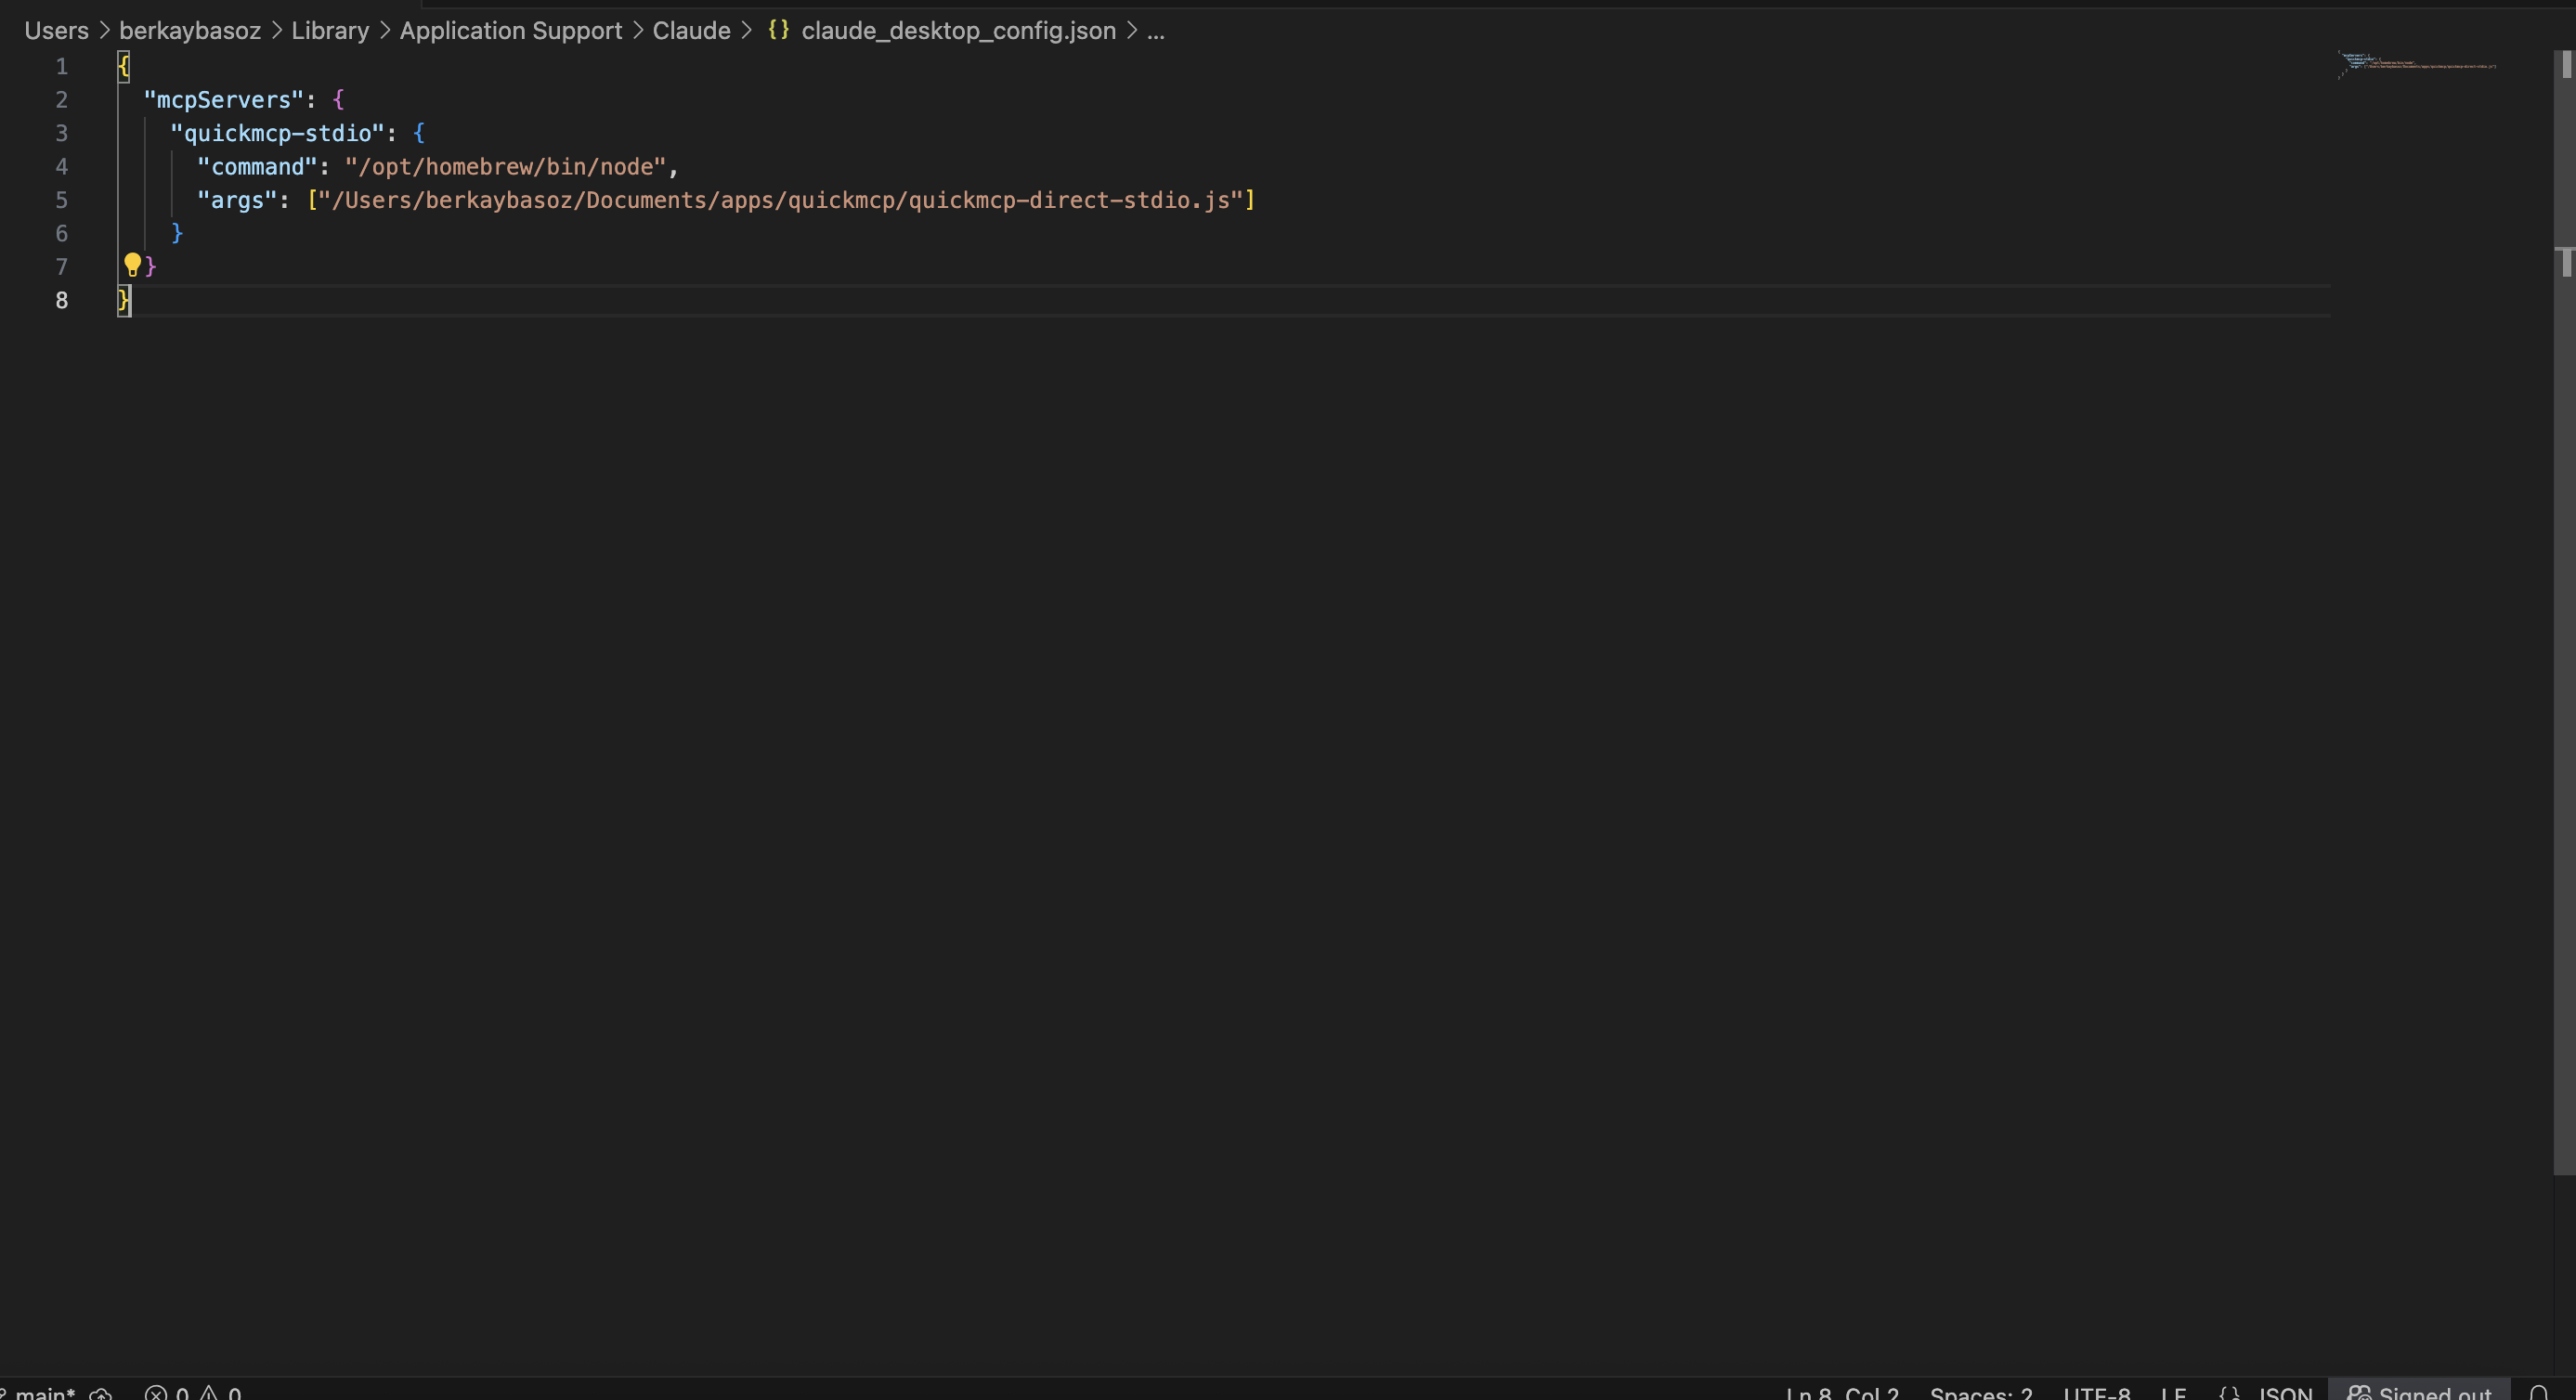 Users > berkaybasoz > Library > Application Support > Claude > {} claude_desktop_config.json > ...
1 {
2   "mcpServers": {
3     "quickmcp-stdio": {
4       "command": "/opt/homebrew/bin/node",
5       "args": ["/Users/berkaybasoz/Documents/apps/quickmcp/quickmcp-direct-stdio.js"]
6     }
7   }
8 }
main* 0 0 Ln 8, Col 2 Spaces: 2 UTF-8 LF {} JSON Signed out